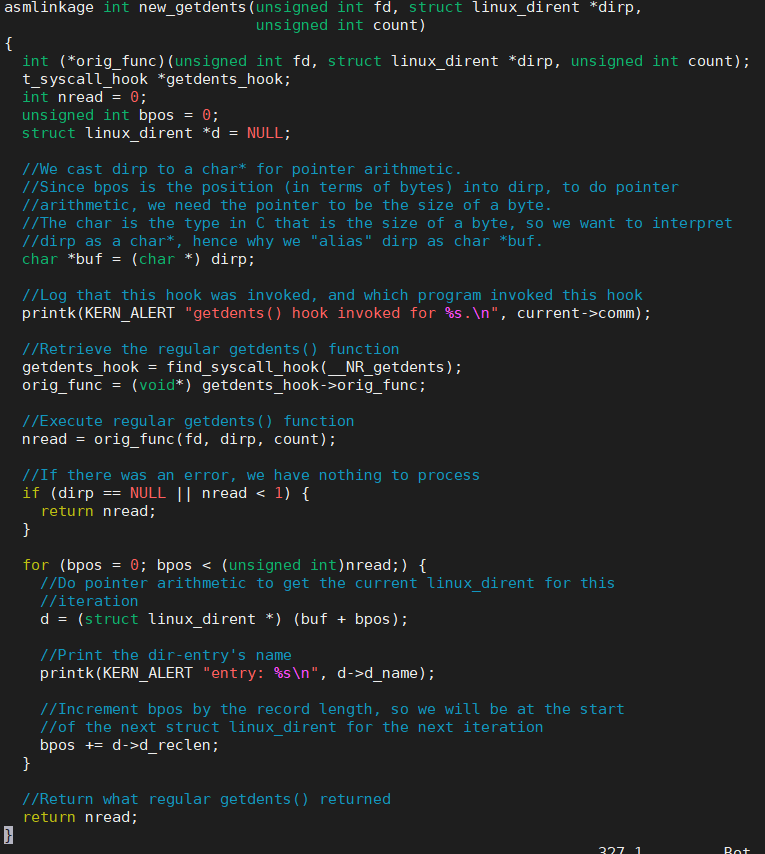 asmlinkage int new_getdents(unsigned int fd, struct linux_dirent *dirp,
                            unsigned int count)
{
  int (*orig_func)(unsigned int fd, struct linux_dirent *dirp, unsigned int count);
  t_syscall_hook *getdents_hook;
  int nread = 0;
  unsigned int bpos = 0;
  struct linux_dirent *d = NULL;

  //We cast dirp to a char* for pointer arithmetic.
  //Since bpos is the position (in terms of bytes) into dirp, to do pointer
  //arithmetic, we need the pointer to be the size of a byte.
  //The char is the type in C that is the size of a byte, so we want to interpret
  //dirp as a char*, hence why we "alias" dirp as char *buf.
  char *buf = (char *) dirp;

  //Log that this hook was invoked, and which program invoked this hook
  printk(KERN_ALERT "getdents() hook invoked for %s.\n", current->comm);

  //Retrieve the regular getdents() function
  getdents_hook = find_syscall_hook(__NR_getdents);
  orig_func = (void*) getdents_hook->orig_func;

  //Execute regular getdents() function
  nread = orig_func(fd, dirp, count);

  //If there was an error, we have nothing to process
  if (dirp == NULL || nread < 1) {
    return nread;
  }

  for (bpos = 0; bpos < (unsigned int)nread;) {
    //Do pointer arithmetic to get the current linux_dirent for this
    //iteration
    d = (struct linux_dirent *) (buf + bpos);

    //Print the dir-entry's name
    printk(KERN_ALERT "entry: %s\n", d->d_name);

    //Increment bpos by the record length, so we will be at the start
    //of the next struct linux_dirent for the next iteration
    bpos += d->d_reclen;
  }

  //Return what regular getdents() returned
  return nread;
}
327,1 Bot